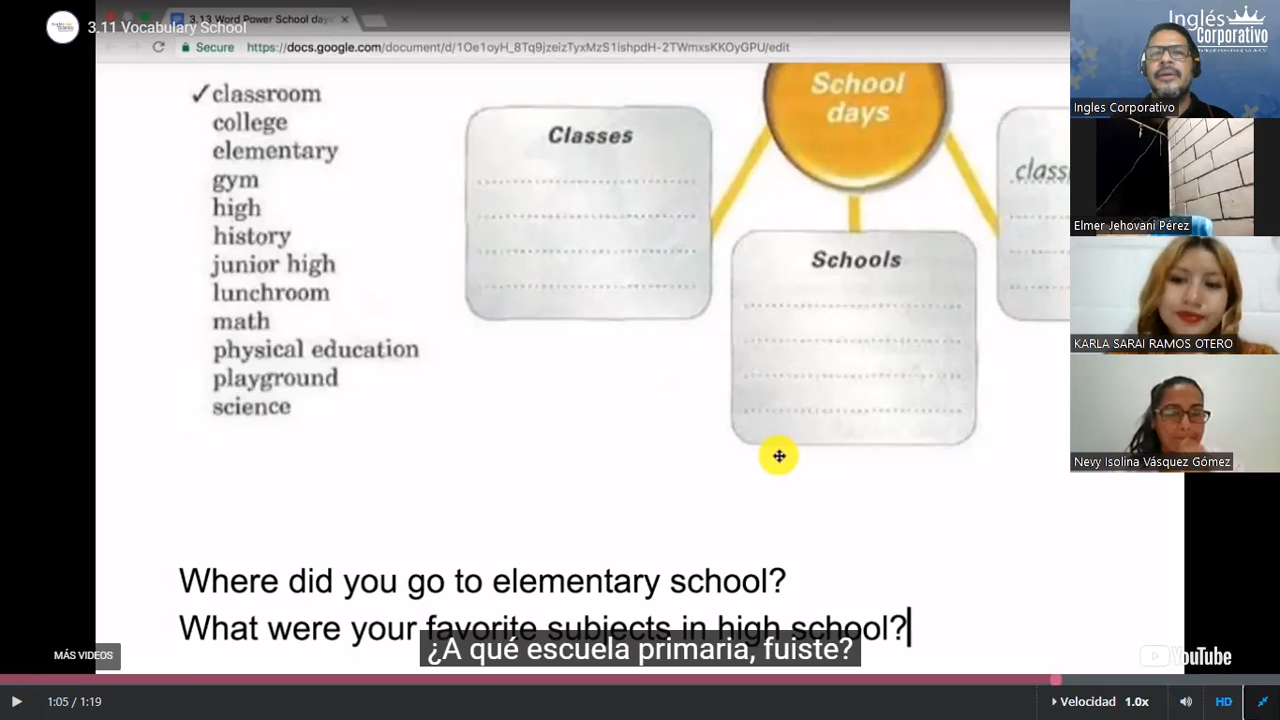 3.13 Word Power School days
3.11 Vocabulary School
Secure
https://docs.google.com/document/d/1Oe1oyH_8Tq9jzeizTyxMzS1ishpdH-2TWmxsKKOyGPU/edit
✓classroom
college
elementary
gym
high
history
junior high
lunchroom
math
physical education
playground
science
School
days
Classes
Schools
class
Where did you go to elementary school?
What were your favorite subjects in high school?
¿A qué escuela primaria, fuiste?
MÁS VIDEOS
YouTube
1:05 / 1:19
Velocidad 1.0x
HD
Inglés
Corporativo
Ingles Corporativo
Elmer Jehovani Pérez
KARLA SARAI RAMOS OTERO
Nevy Isolina Vásquez Gómez